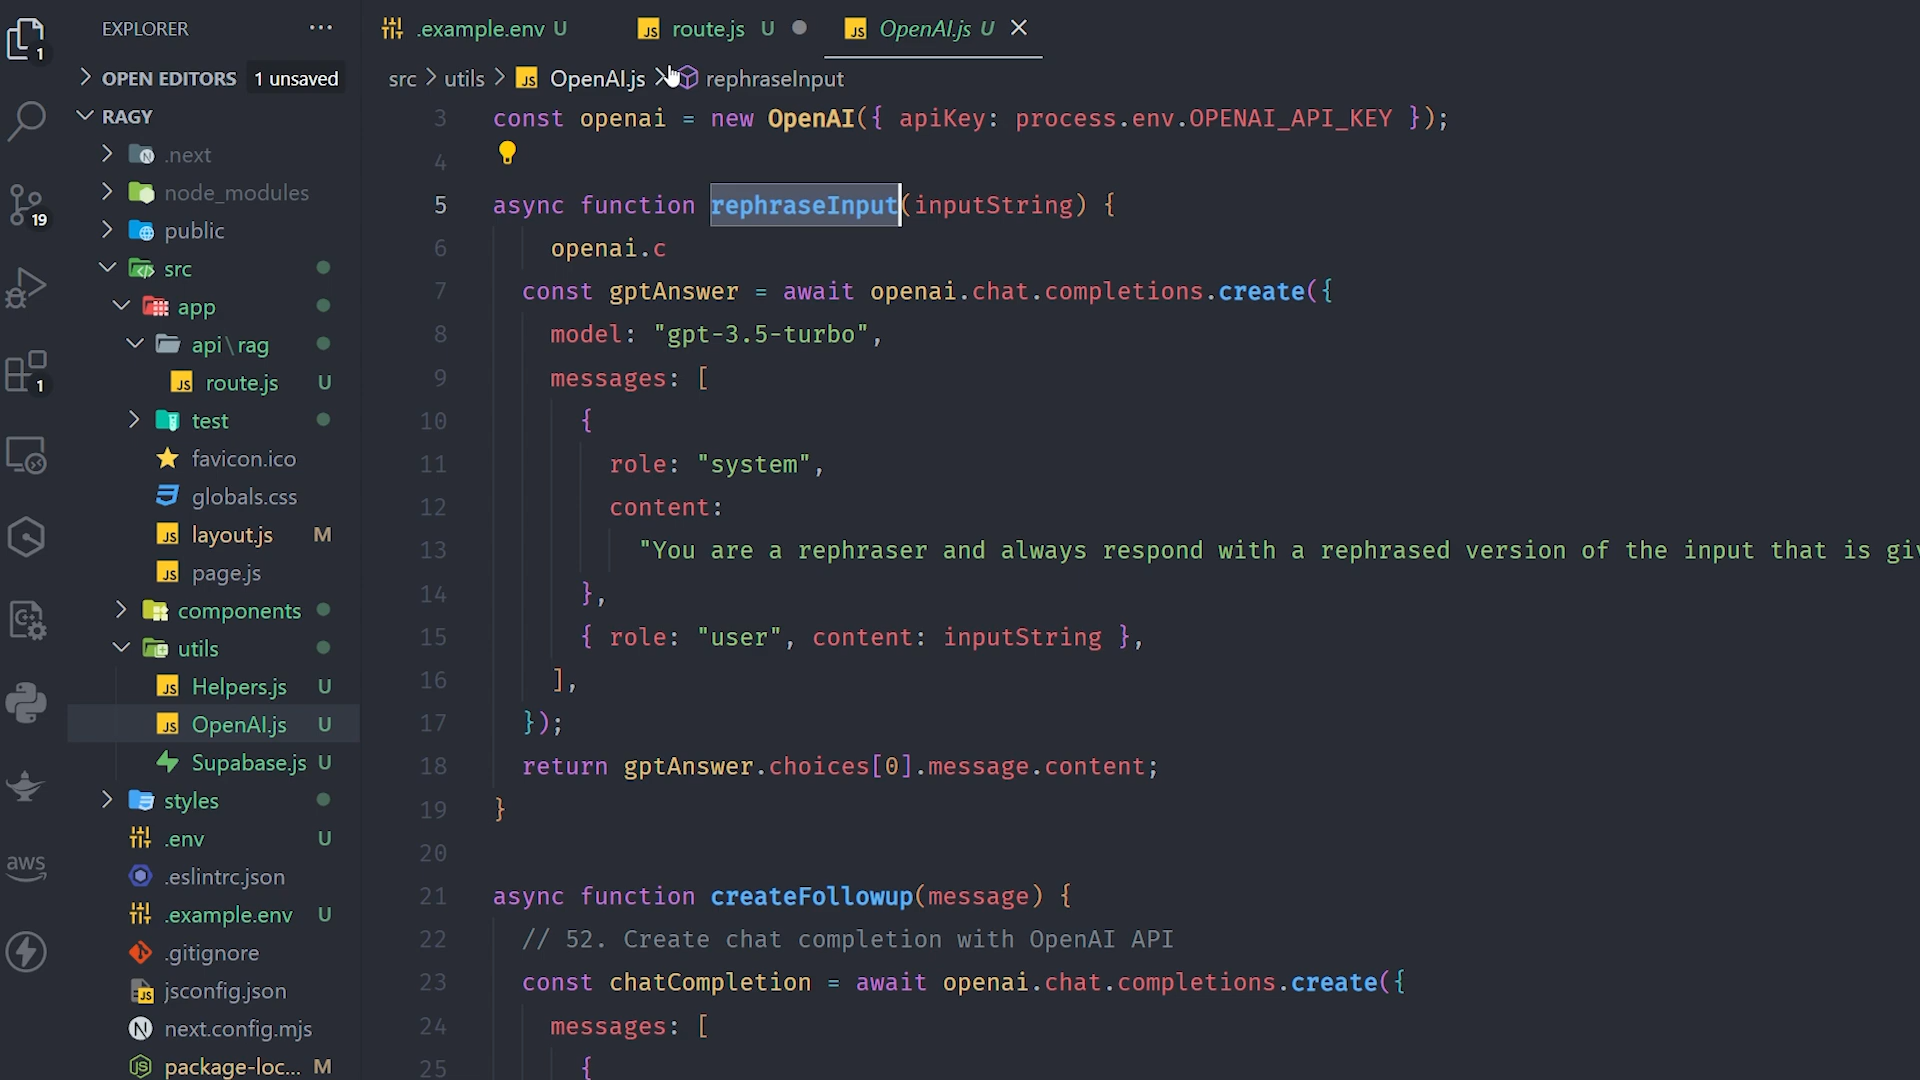 EXPLORER
OPEN EDITORS 1 unsaved
RAGY
.next
node_modules
public
src
app
api\rag
route.js U
test
favicon.ico
globals.css
layout.js M
page.js
components
utils
Helpers.js U
OpenAI.js U
Supabase.js U
styles
.env U
.eslintrc.json
.example.env U
.gitignore
jsconfig.json
next.config.mjs
package-loc... M
1
19
1
aws
.example.env U
route.js U
OpenAI.js U
src > utils > OpenAI.js > rephraseInput
3 const openai = new OpenAI({ apiKey: process.env.OPENAI_API_KEY });
4
5 async function rephraseInput(inputString) {
6 openai.c
7 const gptAnswer = await openai.chat.completions.create({
8 model: "gpt-3.5-turbo",
9 messages: [
10 {
11 role: "system",
12 content:
13 "You are a rephraser and always respond with a rephrased version of the input that is giv
14 },
15 { role: "user", content: inputString },
16 ],
17 });
18 return gptAnswer.choices[0].message.content;
19 }
20
21 async function createFollowup(message) {
22 // 52. Create chat completion with OpenAI API
23 const chatCompletion = await openai.chat.completions.create({
24 messages: [
25 {